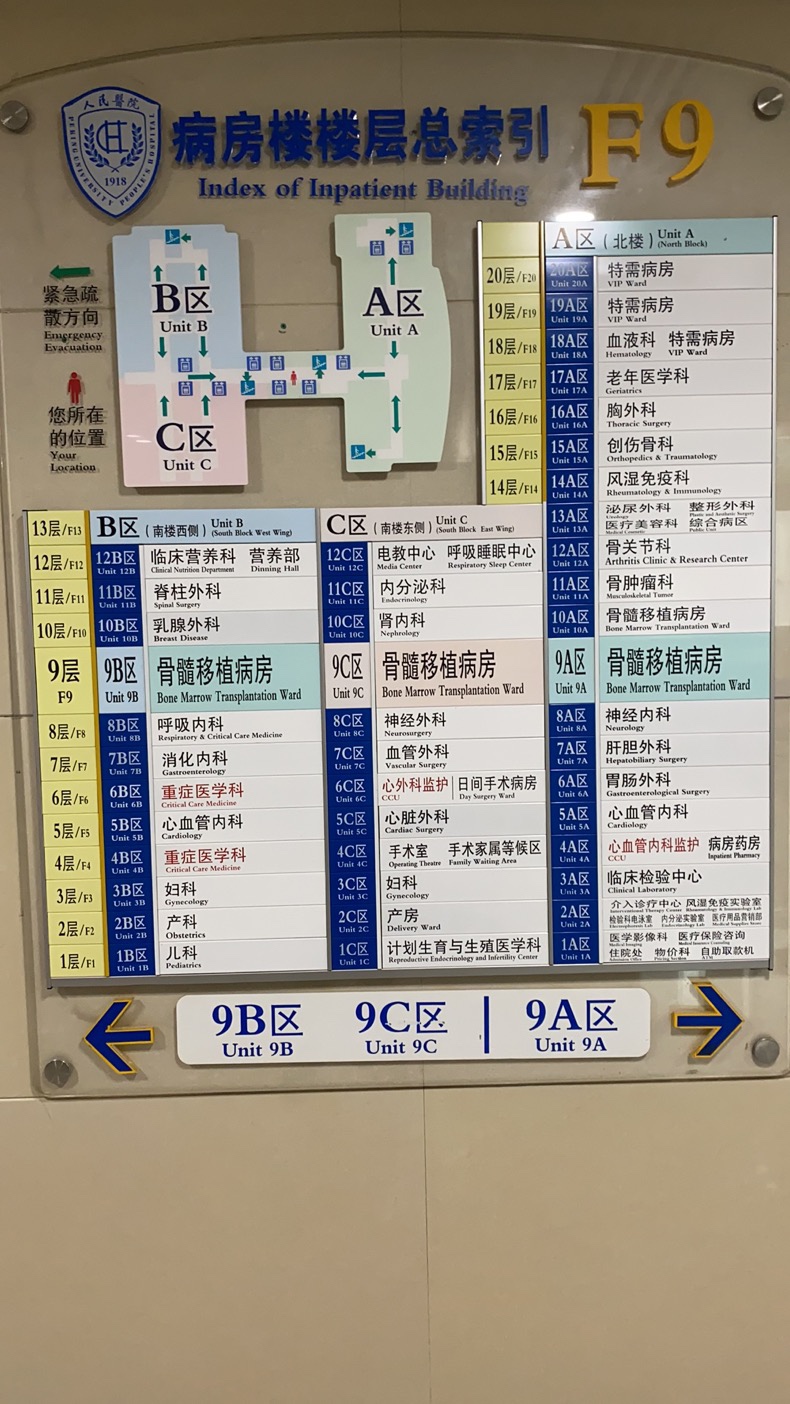 人民醫院
PEKING UNIVERSITY PEOPLE'S HOSPITAL
1918
病房楼楼层总索引
Index of Inpatient Building
F9
紧急疏
散方向
Emergency
Evacuation
您所在
的位置
Your
Location
B区
Unit B
C区
Unit C
A区
Unit A
A区（北楼） Unit A
(North Block)
20层/F20 20A区 特需病房
Unit 20A VIP Ward
19层/F19 19A区 特需病房
Unit 19A VIP Ward
18层/F18 18A区 血液科 特需病房
Unit 18A Hematology VIP Ward
17层/F17 17A区 老年医学科
Unit 17A Geriatrics
16层/F16 16A区 胸外科
Unit 16A Thoracic Surgery
15层/F15 15A区 创伤骨科
Unit 15A Orthopedics & Traumatology
14层/F14 14A区 风湿免疫科
Unit 14A Rheumatology & Immunology
13A区 泌尿外科 整形外科
Urology Plastic and Aesthetic Surgery
Unit 13A 医疗美容科 综合病区
Medical Cosmetic
12A区 骨关节科
Unit 12A Arthritis Clinic & Research Center
11A区 骨肿瘤科
Unit 11A Musculoskeletal Tumor
10A区 骨髓移植病房
Unit 10A Bone Marrow Transplantation Ward
9A区 骨髓移植病房
Unit 9A Bone Marrow Transplantation Ward
8A区 神经内科
Unit 8A Neurology
7A区 肝胆外科
Unit 7A Hepatobiliary Surgery
6A区 胃肠外科
Unit 6A Gastroenterological Surgery
5A区 心血管内科
Unit 5A Cardiology
4A区 心血管内科监护 病房药房
Unit 4A CCU Inpatient Pharmacy
3A区 临床检验中心
Unit 3A Clinical Laboratory
2A区 介入诊疗中心 风湿免疫实验室
Interventional Therapy Center Rheumatology & Immunology Lab
Unit 2A 检验科电泳室 内分泌实验室 医疗用品营销部
Electrophoresis Lab Endocrinology Lab Medical Supplies Store
1A区 医学影像科 医疗保险咨询
Medical Imaging Medical Insurance Consulting
Unit 1A 住院处 物价科 自助取款机
Admission Office Pricing Section ATM
13层/F13 B区（南楼西侧） Unit B
(South Block West Wing)
12层/F12 12B区 临床营养科 营养部
Unit 12B Clinical Nutrition Department Dinning Hall
11层/F11 11B区 脊柱外科
Unit 11B Spinal Surgery
10层/F10 10B区 乳腺外科
Unit 10B Breast Disease
9层 9B区 骨髓移植病房
F9 Unit 9B Bone Marrow Transplantation Ward
8层/F8 8B区 呼吸内科
Unit 8B Respiratory & Critical Care Medicine
7层/F7 7B区 消化内科
Unit 7B Gastroenterology
6层/F6 6B区 重症医学科
Unit 6B Critical Care Medicine
5层/F5 5B区 心血管内科
Unit 5B Cardiology
4层/F4 4B区 重症医学科
Unit 4B Critical Care Medicine
3层/F3 3B区 妇科
Unit 3B Gynecology
2层/F2 2B区 产科
Unit 2B Obstetrics
1层/F1 1B区 儿科
Unit 1B Pediatrics
C区（南楼东侧） Unit C
(South Block East Wing)
12C区 电教中心 呼吸睡眠中心
Unit 12C Media Center Respiratory Sleep Center
11C区 内分泌科
Unit 11C Endocrinology
10C区 肾内科
Unit 10C Nephrology
9C区 骨髓移植病房
Unit 9C Bone Marrow Transplantation Ward
8C区 神经外科
Unit 8C Neurosurgery
7C区 血管外科
Unit 7C Vascular Surgery
6C区 心外科监护 日间手术病房
Unit 6C CCU Day Surgery Ward
5C区 心脏外科
Unit 5C Cardiac Surgery
4C区 手术室 手术家属等候区
Unit 4C Operating Theatre Family Waiting Area
3C区 妇科
Unit 3C Gynecology
2C区 产房
Unit 2C Delivery Ward
1C区 计划生育与生殖医学科
Unit 1C Reproductive Endocrinology and Infertility Center
9B区 9C区 9A区
Unit 9B Unit 9C Unit 9A